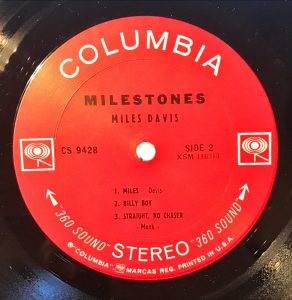 COLUMBIA
MILESTONES
MILES DAVIS
CS 9428
SIDE 2
XSM
1. MILES -Davis-
2. BILLY BOY
3. STRAIGHT, NO CHASER
-Monk-
"360 SOUND" STEREO "360 SOUND"
® "COLUMBIA" MARCAS REG. PRINTED IN U.S.A.